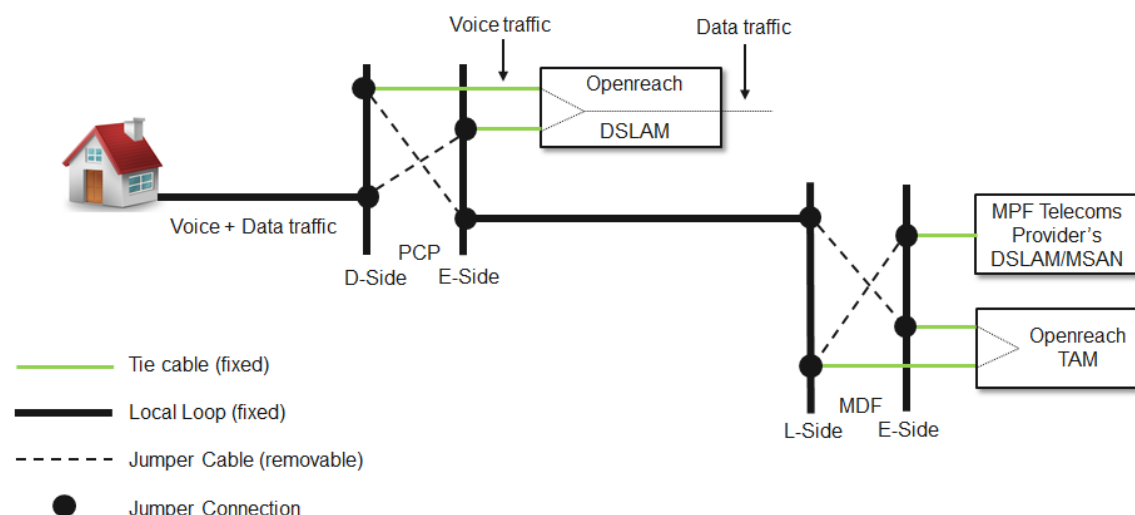 Voice traffic
Data traffic
Openreach
DSLAM
Voice + Data traffic
PCP
D-Side
E-Side
MPF Telecoms
Provider's
DSLAM/MSAN
Openreach
TAM
MDF
L-Side
E-Side
Tie cable (fixed)
Local Loop (fixed)
Jumper Cable (removable)
Jumper Connection